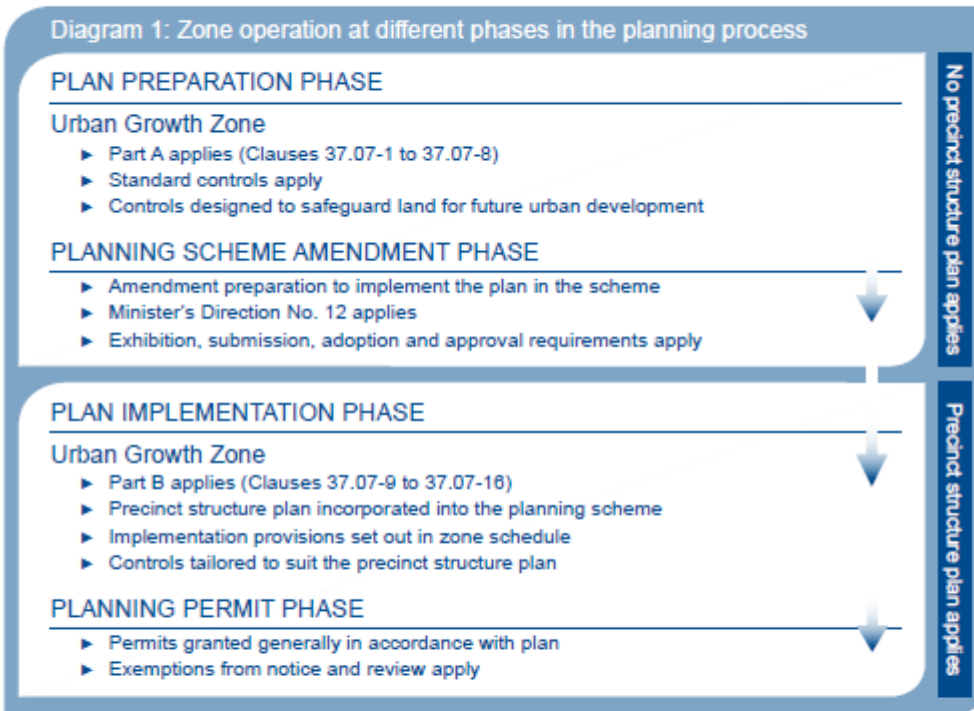 Diagram 1: Zone operation at different phases in the planning process
PLAN PREPARATION PHASE
Urban Growth Zone
► Part A applies (Clauses 37.07-1 to 37.07-8)
► Standard controls apply
► Controls designed to safeguard land for future urban development
PLANNING SCHEME AMENDMENT PHASE
► Amendment preparation to implement the plan in the scheme
► Minister's Direction No. 12 applies
► Exhibition, submission, adoption and approval requirements apply
No precinct structure plan applies
PLAN IMPLEMENTATION PHASE
Urban Growth Zone
► Part B applies (Clauses 37.07-9 to 37.07-16)
► Precinct structure plan incorporated into the planning scheme
► Implementation provisions set out in zone schedule
► Controls tailored to suit the precinct structure plan
PLANNING PERMIT PHASE
► Permits granted generally in accordance with plan
► Exemptions from notice and review apply
Precinct structure plan applies